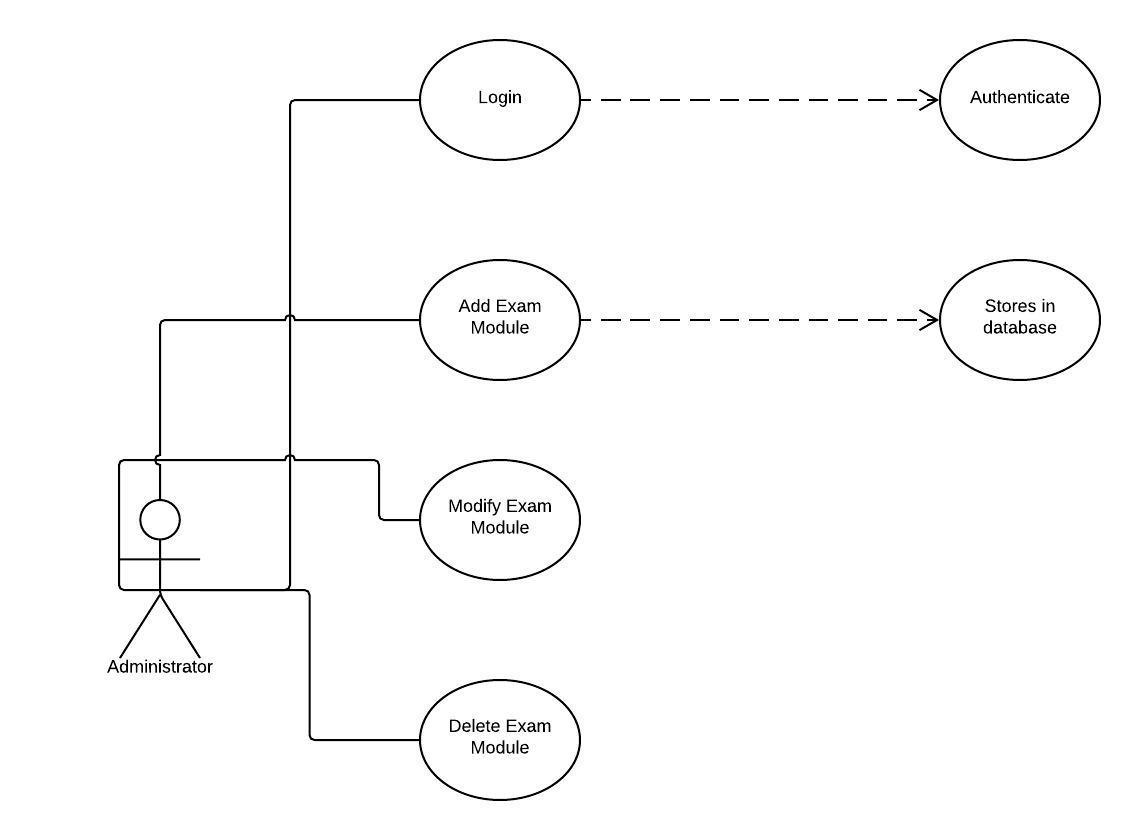 Login
Authenticate
Add Exam
Module
Stores in
database
Modify Exam
Module
Administrator
Delete Exam
Module